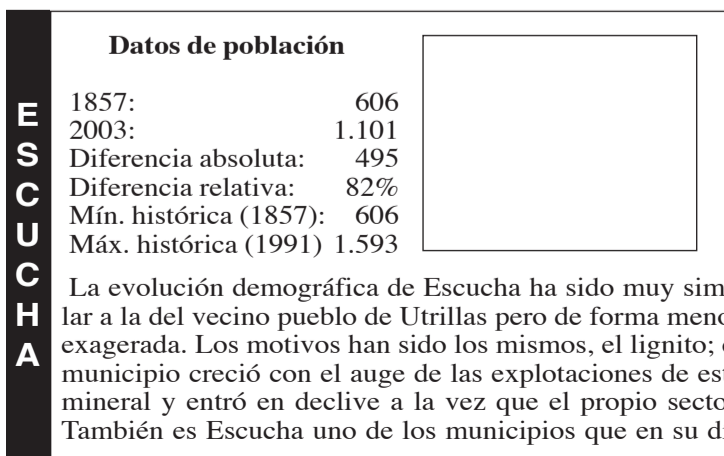 ESCUCHA
Datos de población
1857: 606
2003: 1.101
Diferencia absoluta: 495
Diferencia relativa: 82%
Mín. histórica (1857): 606
Máx. histórica (1991) 1.593
La evolución demográfica de Escucha ha sido muy simi
lar a la del vecino pueblo de Utrillas pero de forma meno
exagerada. Los motivos han sido los mismos, el lignito;
municipio creció con el auge de las explotaciones de est
mineral y entró en declive a la vez que el propio secto
También es Escucha uno de los municipios que en su di